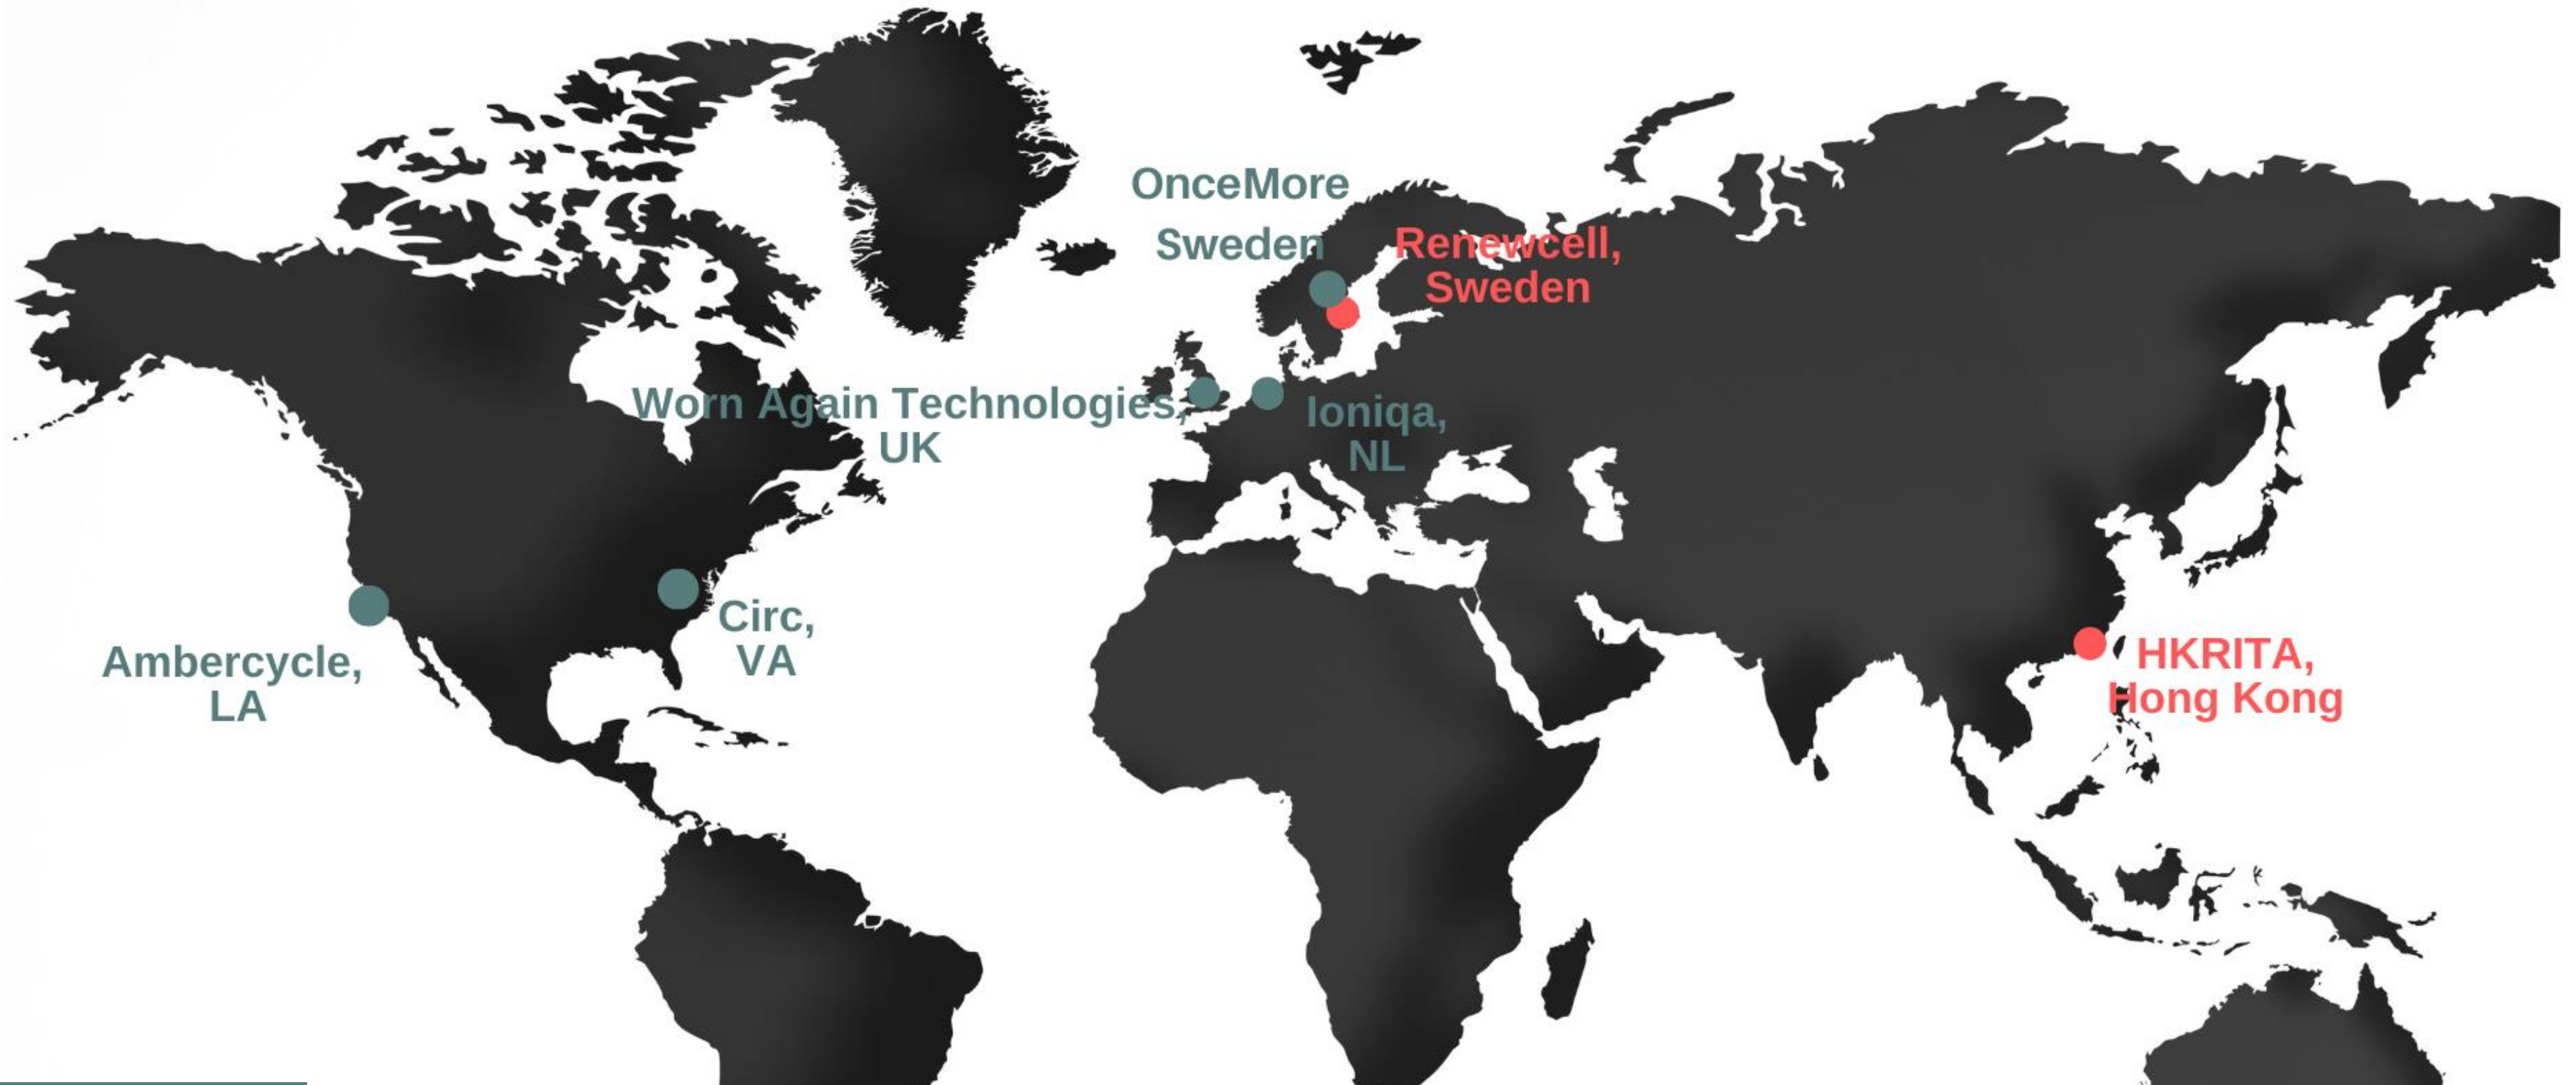 OnceMore
Sweden
Renewcell,
Sweden
Worn Again Technologies,
UK
Ioniqa,
NL
Ambercycle,
LA
Circ,
VA
HKRITA,
Hong Kong